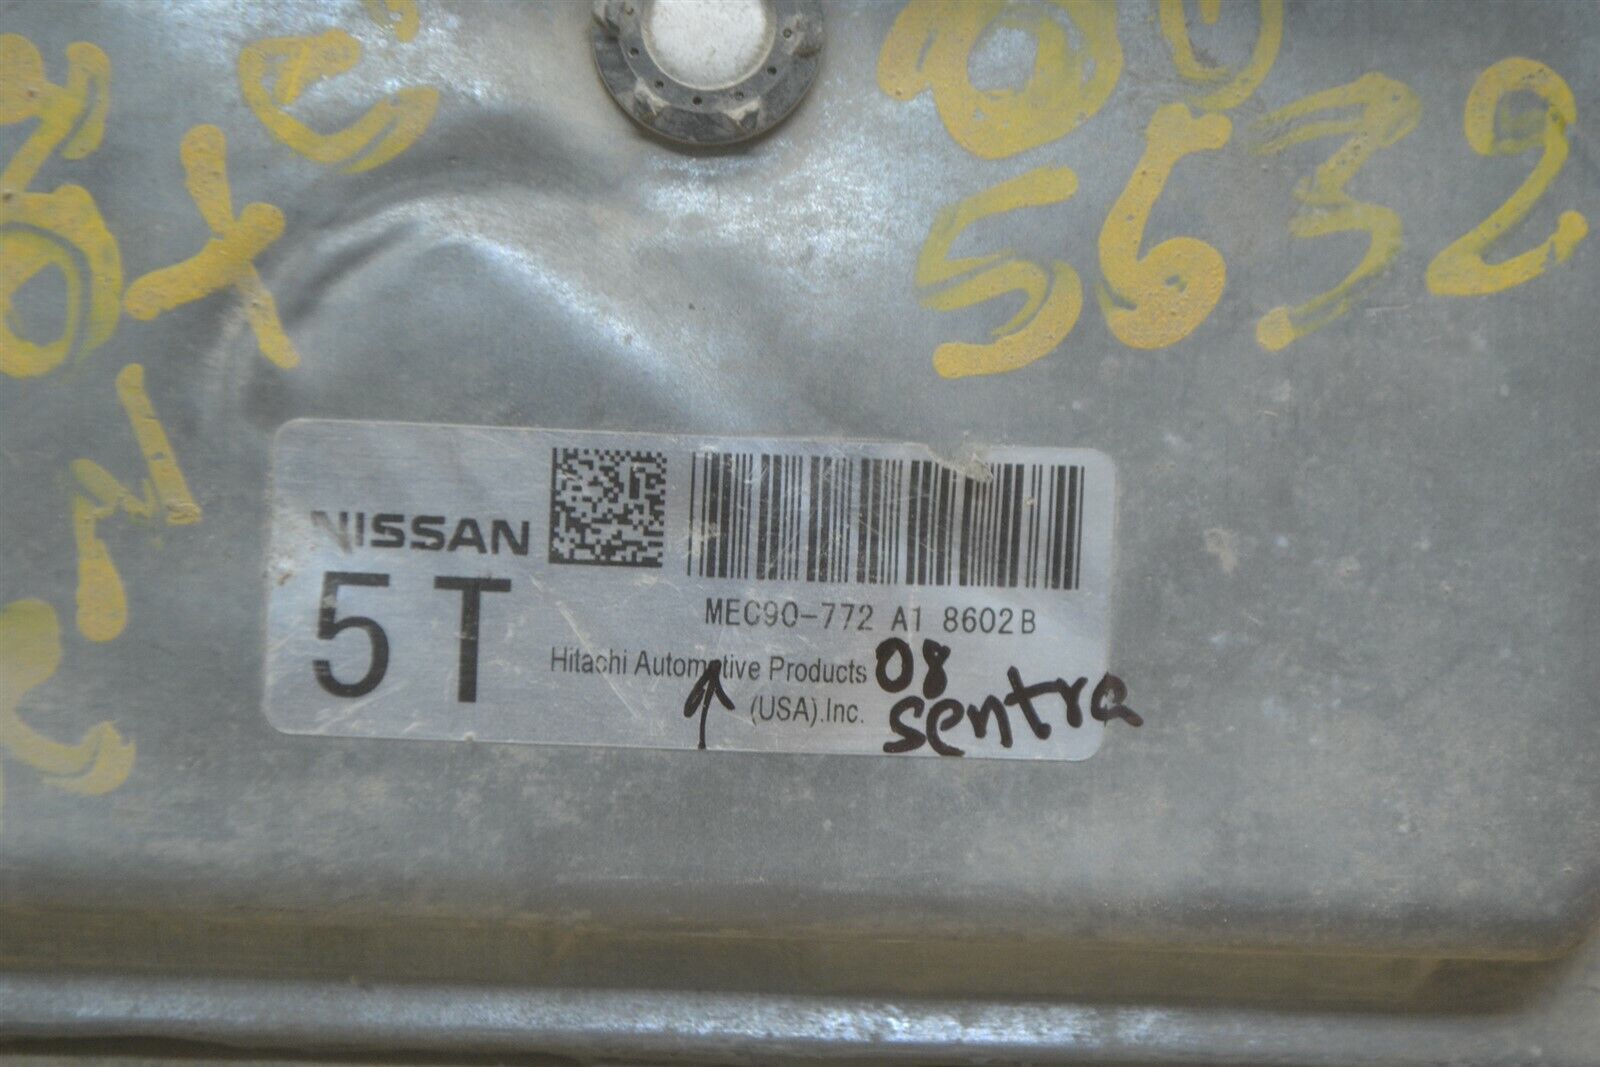 5632
NISSAN
5T
MEC90-772 A1 8602B
Hitachi Automotive Products
(USA).Inc.
08
sentra